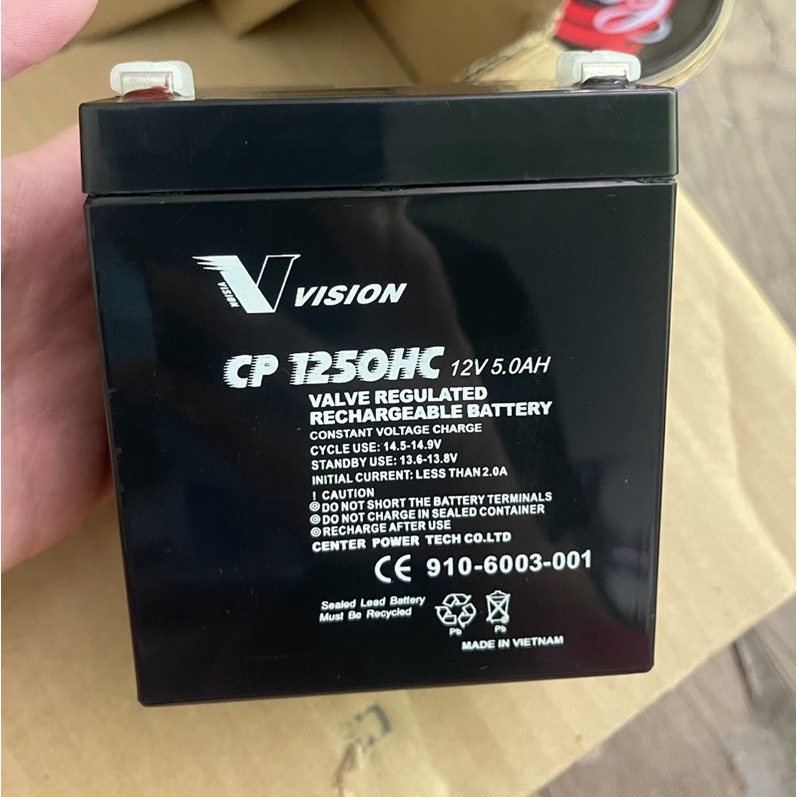 VISION
VISION
CP 1250HC 12V 5.0AH
VALVE REGULATED
RECHARGEABLE BATTERY
CONSTANT VOLTAGE CHARGE
CYCLE USE: 14.5-14.9V
STANDBY USE: 13.6-13.8V
INITIAL CURRENT: LESS THAN 2.0A
! CAUTION
◎ DO NOT SHORT THE BATTERY TERMINALS
◎ DO NOT CHARGE IN SEALED CONTAINER
◎ RECHARGE AFTER USE
CENTER POWER TECH CO.LTD
CE 910-6003-001
Sealed Lead Battery
Must Be Recycled
Pb Pb
MADE IN VIETNAM